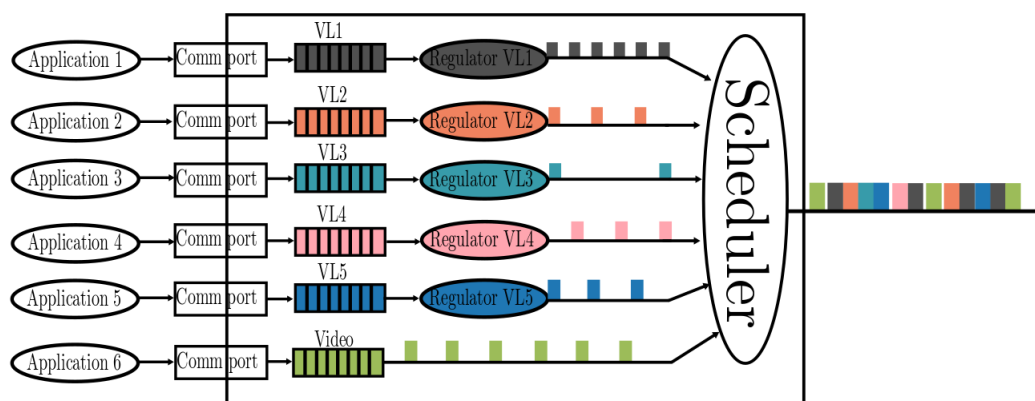 Application 1
Comm port
VL1
Regulator VL1
Application 2
Comm port
VL2
Regulator VL2
Application 3
Comm port
VL3
Regulator VL3
Application 4
Comm port
VL4
Regulator VL4
Application 5
Comm port
VL5
Regulator VL5
Application 6
Comm port
Video
Scheduler